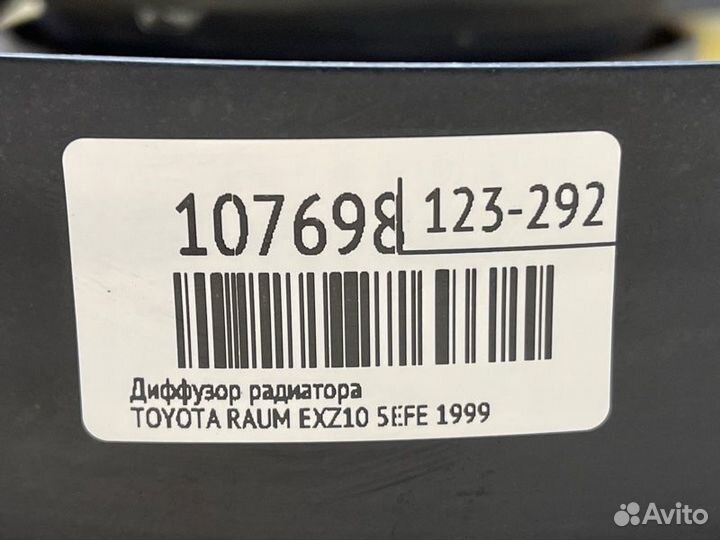 107698 123-292
Диффузор радиатора
TOYOTA RAUM EXZ10 5EFE 1999
Avito